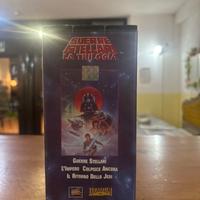 GUERRE
STELLARI
LA TRILOGIA
GUERRE STELLARI
L'IMPERO COLPISCE ANCORA
IL RITORNO DELLO JEDI